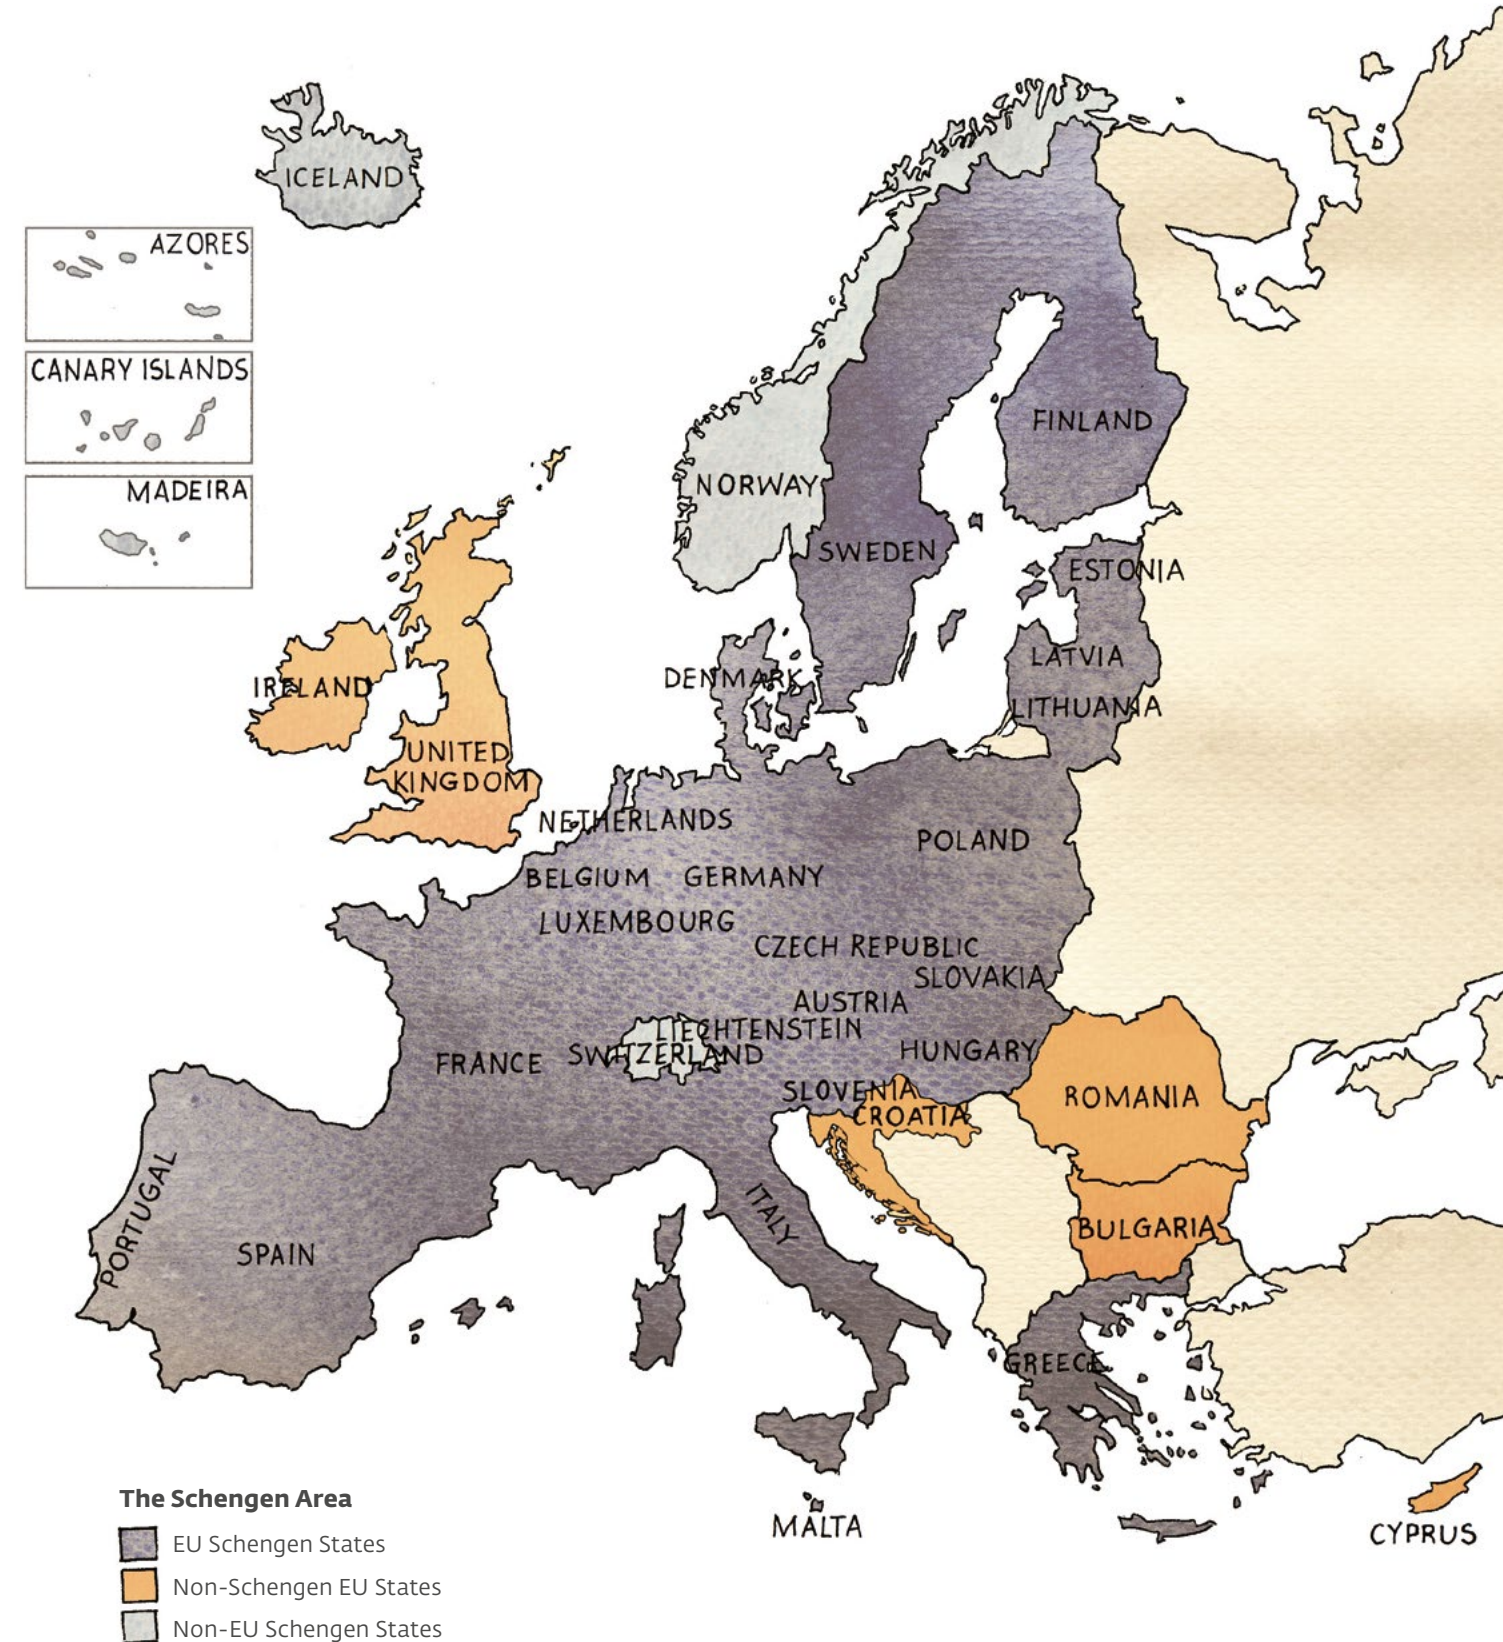 ICELAND
AZORES
CANARY ISLANDS
MADEIRA
FINLAND
NORWAY
SWEDEN
ESTONIA
LATVIA
DENMARK
IRELAND
LITHUANIA
UNITED
KINGDOM
NETHERLANDS
POLAND
BELGIUM
GERMANY
LUXEMBOURG
CZECH REPUBLIC
SLOVAKIA
AUSTRIA
LIECHTENSTEIN
FRANCE
SWITZERLAND
HUNGARY
SLOVENIA
CROATIA
ROMANIA
PORTUGAL
SPAIN
ITALY
BULGARIA
GREECE
MALTA
CYPRUS
The Schengen Area
EU Schengen States
Non-Schengen EU States
Non-EU Schengen States